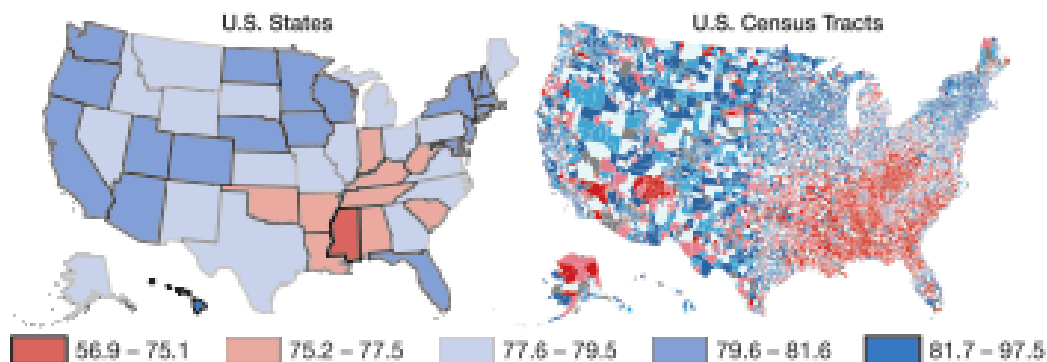 U.S. States
U.S. Census Tracts
56.9 – 75.1
75.2 – 77.5
77.6 – 79.5
79.6 – 81.6
81.7 – 97.5